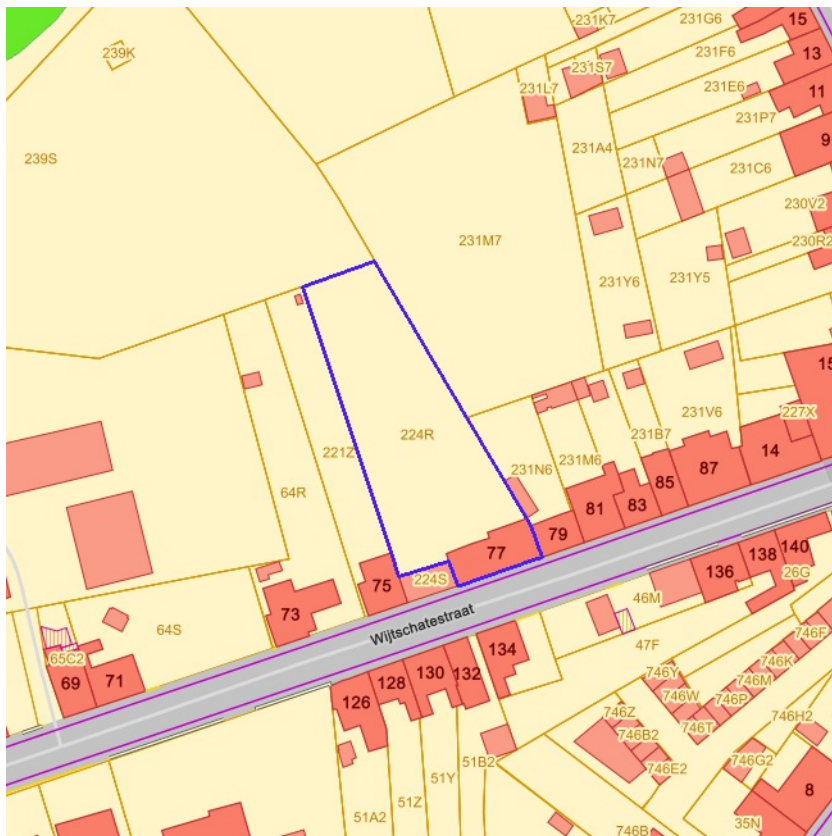 231K7
231G6
15
239K
231F6
13
231S7
231L7
231E6
11
231P7
9
239S
231A4
231N7
231C6
230V2
231M7
230R2
231Y6
231Y5
15
231V6
227X
224R
231B7
221Z
231N6
231M6
14
87
85
64R
81
83
79
77
140
138
75
224S
136
26G
46M
73
Wijtschatestraat
64S
746F
47F
134
65C2
746K
746Y
71
130
132
746M
69
128
746W
746P
126
746Z
746T
746H2
746B2
51B2
746G2
746E2
51Y
8
51Z
51A2
35N
746B